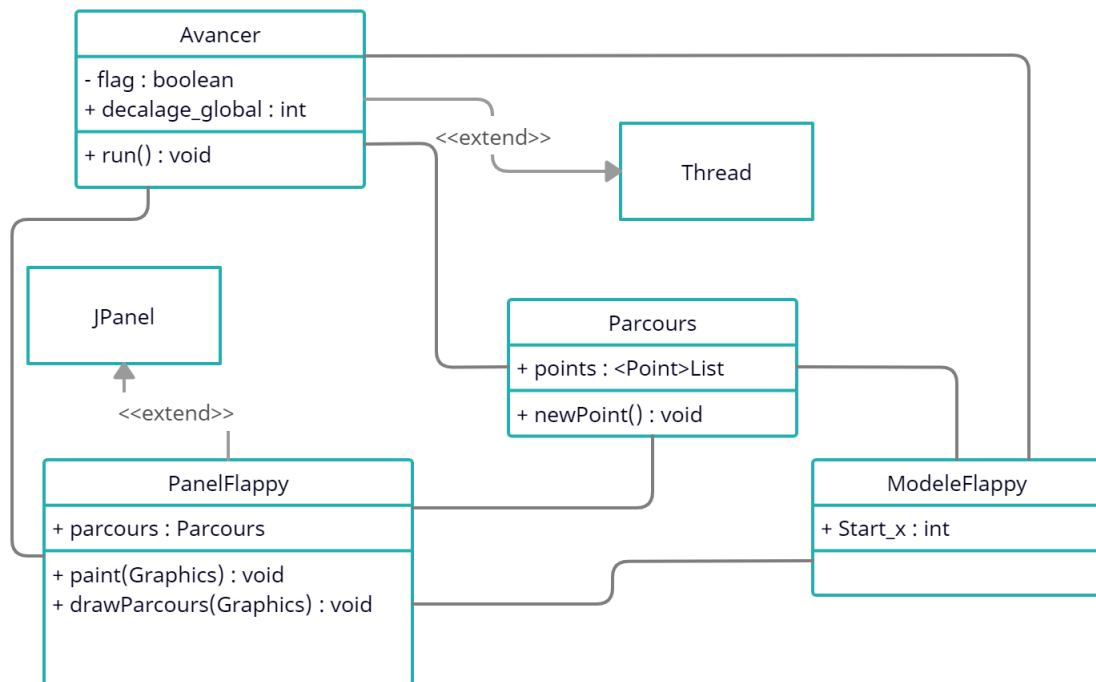 Avancer
- flag : boolean
+ decalage_global : int
+ run() : void
<<extend>>
Thread
JPanel
<<extend>>
Parcours
+ points : <Point>List
+ newPoint() : void
PanelFlappy
+ parcours : Parcours
+ paint(Graphics) : void
+ drawParcours(Graphics) : void
ModeleFlappy
+ Start_x : int